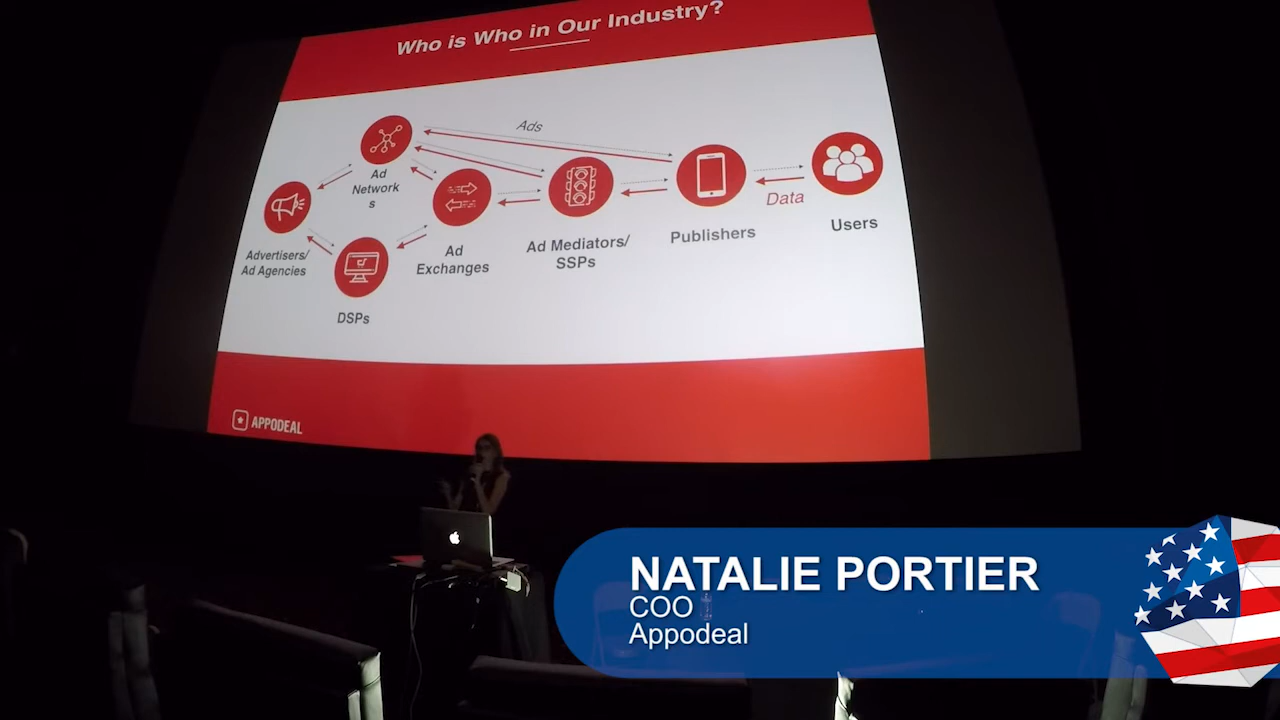 Who is Who in Our Industry?
Ads
Ad
Network
s
Advertisers/
Ad Agencies
DSPs
Ad
Exchanges
Ad Mediators/
SSPs
Publishers
Data
Users
APPODEAL
NATALIE PORTIER
COO
Appodeal